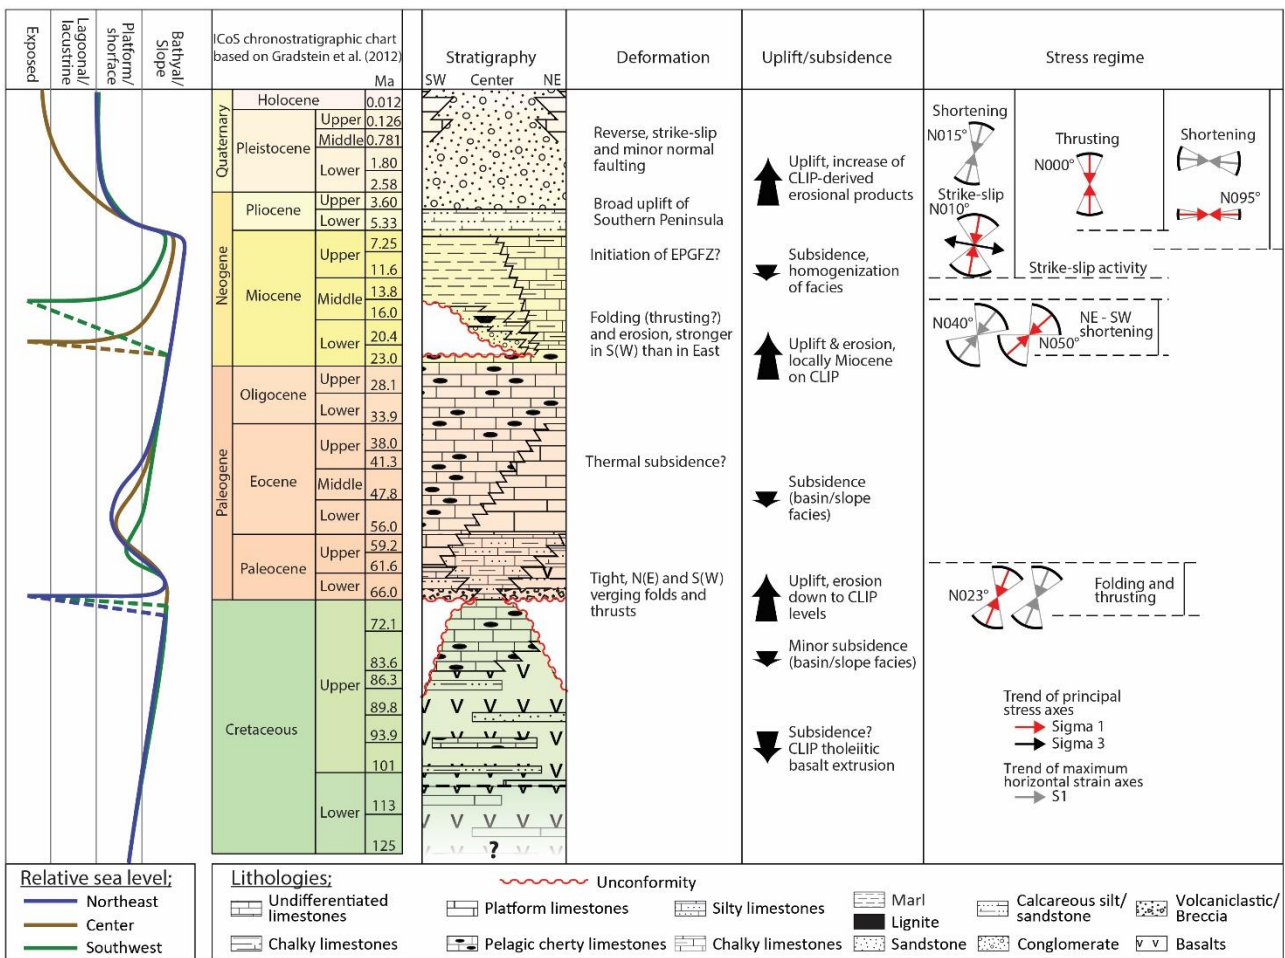 Exposed
Lagoonal/
lacustrine
Platform/
shorface
Bathyal/
Slope
ICoS chronostratigraphic chart
based on Gradstein et al. (2012)
Ma
Stratigraphy
SW Center NE
Deformation
Uplift/subsidence
Stress regime
Quaternary
Holocene 0.012
Pleistocene
Upper 0.126
Middle 0.781
Lower
1.80
2.58
Neogene
Pliocene
Upper 3.60
Lower 5.33
Miocene
Upper
7.25
11.6
Middle
13.8
16.0
Lower
20.4
23.0
Paleogene
Oligocene
Upper 28.1
Lower 33.9
Eocene
Upper
38.0
41.3
Middle
47.8
Lower
56.0
Paleocene
Upper
59.2
61.6
Lower 66.0
Cretaceous
Upper
72.1
83.6
86.3
89.8
93.9
101
Lower
113
125
?
Reverse, strike-slip
and minor normal
faulting
Broad uplift of
Southern Peninsula
Initiation of EPGFZ?
Folding (thrusting?)
and erosion, stronger
in S(W) than in East
Thermal subsidence?
Tight, N(E) and S(W)
verging folds and
thrusts
Uplift, increase of
CLIP-derived
erosional products
Subsidence,
homogenization
of facies
Uplift & erosion,
locally Miocene
on CLIP
Subsidence
(basin/slope
facies)
Uplift, erosion
down to CLIP
levels
Minor subsidence
(basin/slope facies)
Subsidence?
CLIP tholeiitic
basalt extrusion
Shortening
N015°
Strike-slip
N010°
Thrusting
N000°
Shortening
N095°
Strike-slip activity
N040°
N050°
NE - SW
shortening
N023°
Folding and
thrusting
Trend of principal
stress axes
Sigma 1
Sigma 3
Trend of maximum
horizontal strain axes
S1
Relative sea level;
Northeast
Center
Southwest
Lithologies;
Unconformity
Undifferentiated
limestones
Chalky limestones
Platform limestones
Pelagic cherty limestones
Silty limestones
Chalky limestones
Marl
Lignite
Sandstone
Calcareous silt/
sandstone
Conglomerate
Volcaniclastic/
Breccia
Basalts